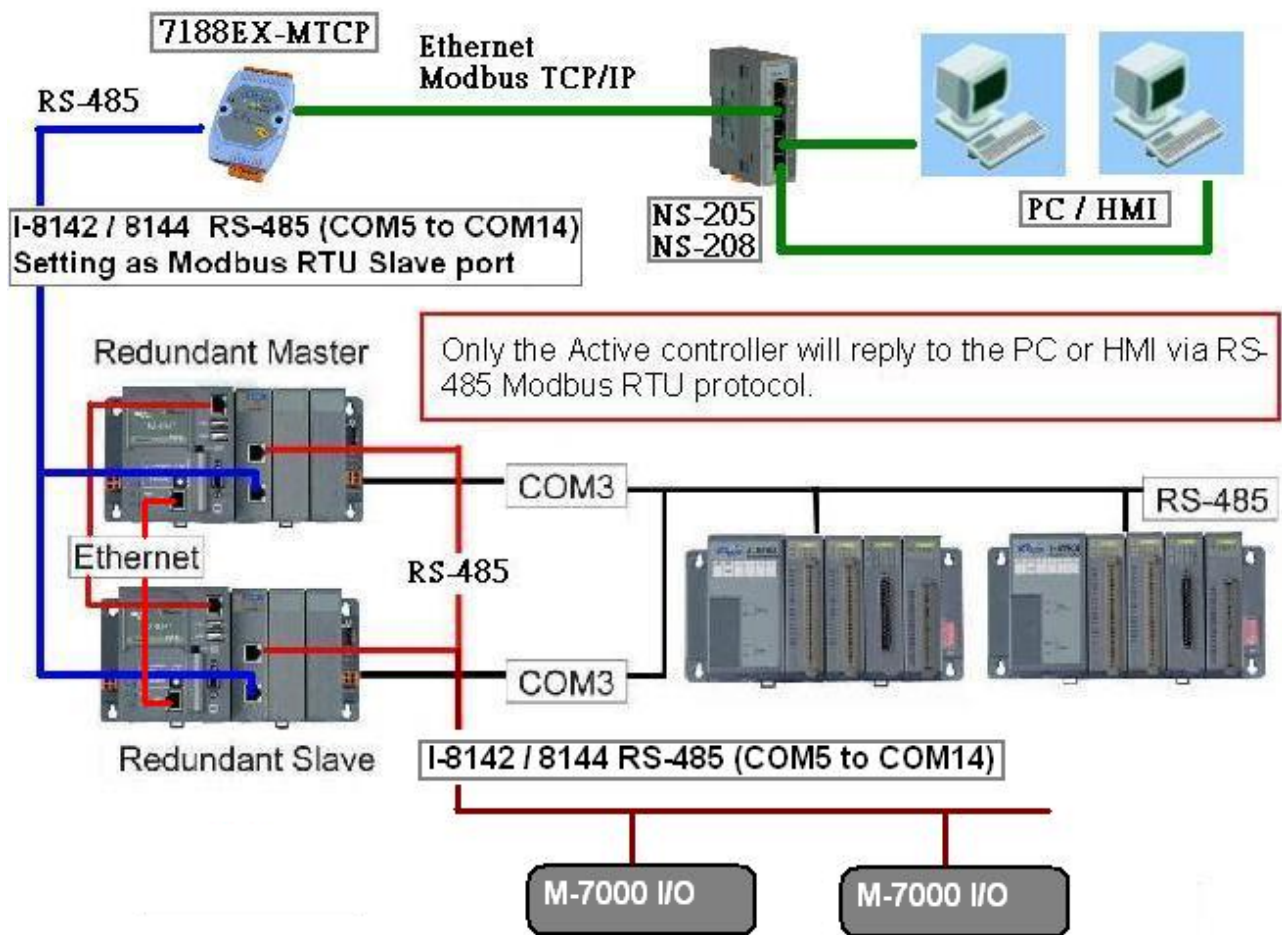 7188EX-MTCP
Ethernet
Modbus TCP/IP
RS-485
I-8142 / 8144 RS-485 (COM5 to COM14)
Setting as Modbus RTU Slave port
NS-205
NS-208
PC / HMI
Redundant Master
Only the Active controller will reply to the PC or HMI via RS-
485 Modbus RTU protocol.
COM3
RS-485
Ethernet
RS-485
COM3
Redundant Slave
I-8142 / 8144 RS-485 (COM5 to COM14)
M-7000 I/O
M-7000 I/O